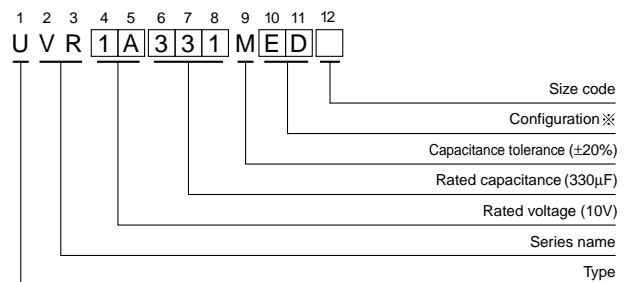 1 2 3 4 5 6 7 8 9 10 11 12
U V R 1 A 3 3 1 M E D
Size code
Configuration※
Capacitance tolerance (±20%)
Rated capacitance (330µF)
Rated voltage (10V)
Series name
Type